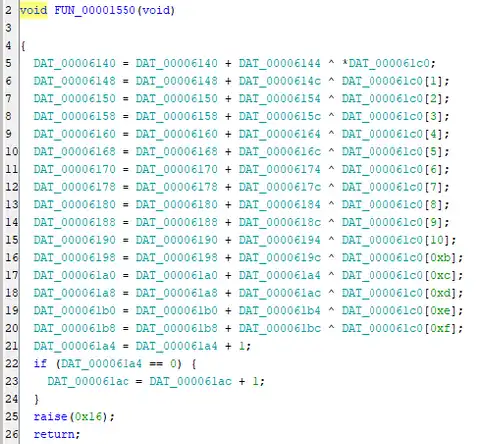 2 void FUN_00001550(void)
3
4 {
5 DAT_00006140 = DAT_00006140 + DAT_00006144 ^ *DAT_000061c0;
6 DAT_00006148 = DAT_00006148 + DAT_0000614c ^ DAT_000061c0[1];
7 DAT_00006150 = DAT_00006150 + DAT_00006154 ^ DAT_000061c0[2];
8 DAT_00006158 = DAT_00006158 + DAT_0000615c ^ DAT_000061c0[3];
9 DAT_00006160 = DAT_00006160 + DAT_00006164 ^ DAT_000061c0[4];
10 DAT_00006168 = DAT_00006168 + DAT_0000616c ^ DAT_000061c0[5];
11 DAT_00006170 = DAT_00006170 + DAT_00006174 ^ DAT_000061c0[6];
12 DAT_00006178 = DAT_00006178 + DAT_0000617c ^ DAT_000061c0[7];
13 DAT_00006180 = DAT_00006180 + DAT_00006184 ^ DAT_000061c0[8];
14 DAT_00006188 = DAT_00006188 + DAT_0000618c ^ DAT_000061c0[9];
15 DAT_00006190 = DAT_00006190 + DAT_00006194 ^ DAT_000061c0[10];
16 DAT_00006198 = DAT_00006198 + DAT_0000619c ^ DAT_000061c0[0xb];
17 DAT_000061a0 = DAT_000061a0 + DAT_000061a4 ^ DAT_000061c0[0xc];
18 DAT_000061a8 = DAT_000061a8 + DAT_000061ac ^ DAT_000061c0[0xd];
19 DAT_000061b0 = DAT_000061b0 + DAT_000061b4 ^ DAT_000061c0[0xe];
20 DAT_000061b8 = DAT_000061b8 + DAT_000061bc ^ DAT_000061c0[0xf];
21 DAT_000061a4 = DAT_000061a4 + 1;
22 if (DAT_000061a4 == 0) {
23 DAT_000061ac = DAT_000061ac + 1;
24 }
25 raise(0x16);
26 return;